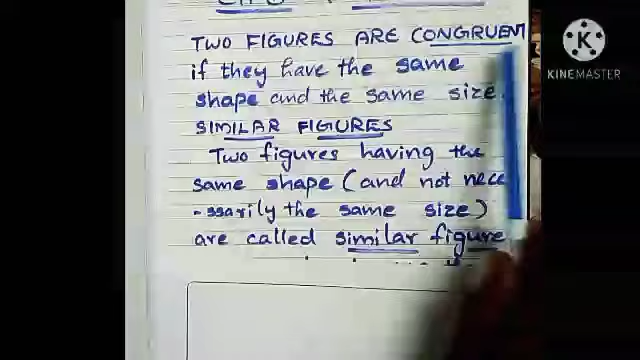 TWO FIGURES ARE CONGRUENT
if they have the same
shape and the same size.
SIMILAR FIGURES
Two figures having the
same shape (and not nece
-ssarily the same size)
are called similar figure
KINEMASTER